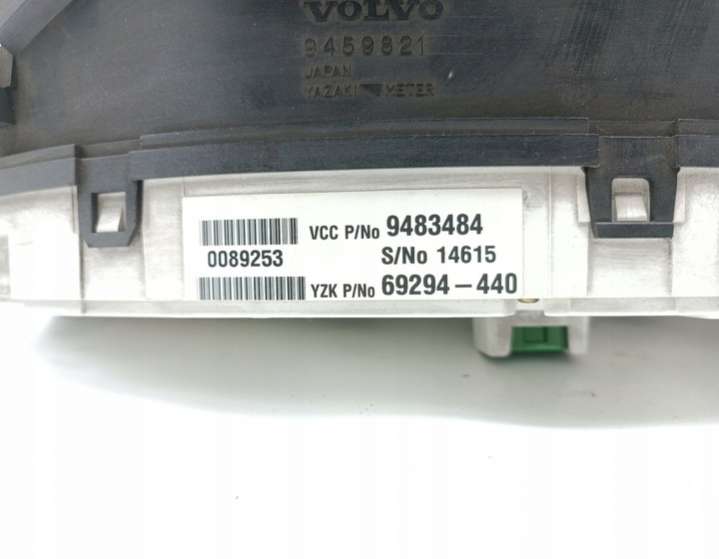 VOLVO
9459821
JAPAN
YAZAKI METER
VCC P/No 9483484
0089253 S/No 14615
YZK P/No 69294-440